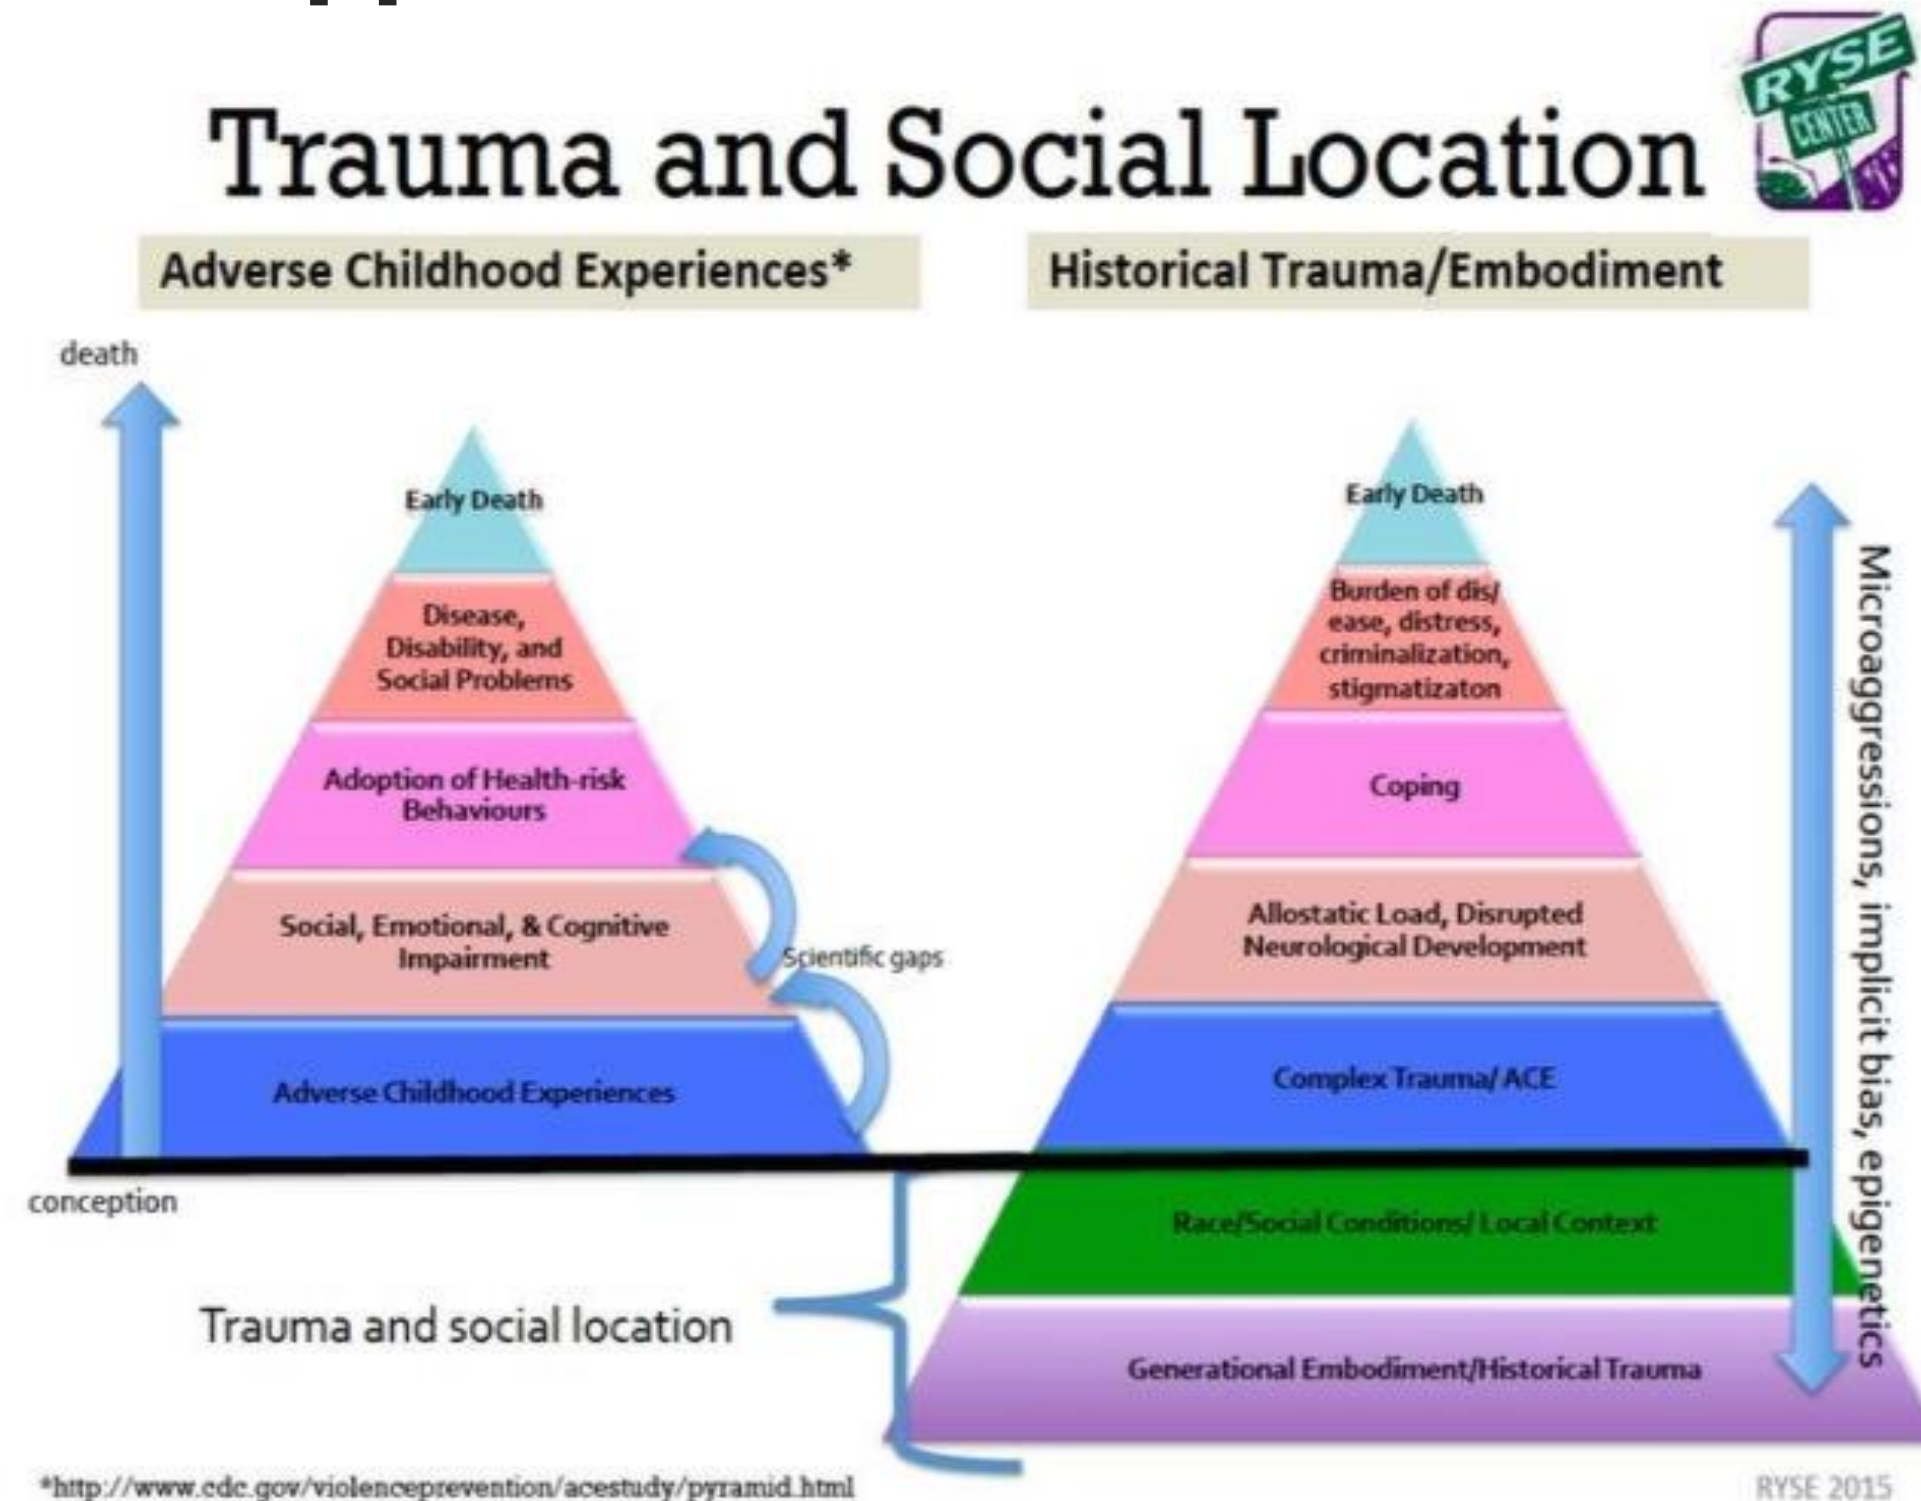 Trauma and Social Location
RYSE
CENTER
Adverse Childhood Experiences*
Historical Trauma/Embodiment
death
Early Death
Disease,
Disability, and
Social Problems
Adoption of Health-risk
Behaviours
Social, Emotional, & Cognitive
Impairment
Scientific gaps
Adverse Childhood Experiences
conception
Early Death
Burden of dis/
ease, distress,
criminalization,
stigmatizaton
Coping
Allostatic Load, Disrupted
Neurological Development
Complex Trauma/ ACE
Race/Social Conditions/ Local Context
Generational Embodiment/Historical Trauma
Microaggressions, implicit bias, epigenetics
Trauma and social location
*http://www.cdc.gov/violenceprevention/acestudy/pyramid.html
RYSE 2015